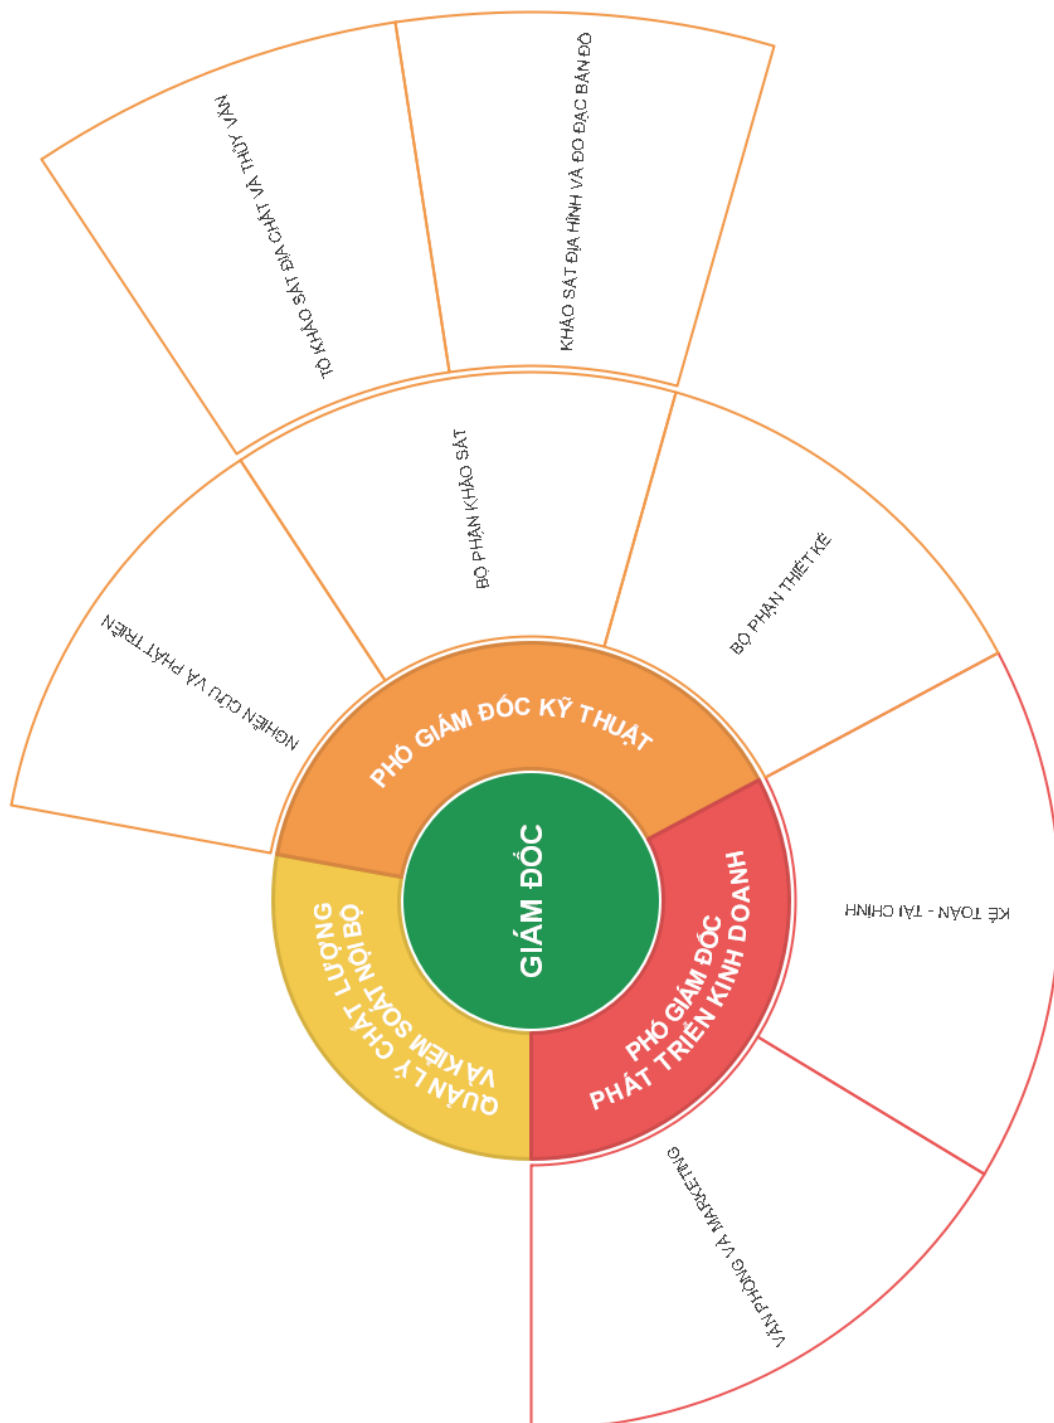 TỔ KHẢO SÁT ĐỊA CHẤT VÀ THỦY VĂN
KHẢO SÁT ĐỊA HÌNH VÀ ĐO ĐẠC BẢN ĐỒ
NGHIÊN CỨU VÀ PHÁT TRIỂN
BỘ PHẬN KHẢO SÁT
BỘ PHẬN THIẾT KẾ
PHÓ GIÁM ĐỐC KỸ THUẬT
GIÁM ĐỐC
QUẢN LÝ CHẤT LƯỢNG
VÀ KIỂM SOÁT NỘI BỘ
PHÓ GIÁM ĐỐC
PHÁT TRIỂN KINH DOANH
KẾ TOÁN - TÀI CHÍNH
VĂN PHÒNG VÀ MARKETING